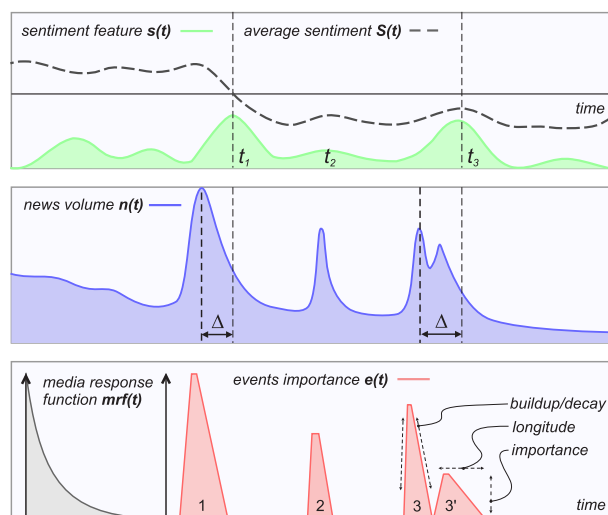 sentiment feature s(t)
average sentiment S(t)
time
t1
t2
t3
news volume n(t)
Δ
Δ
media response
function mrf(t)
events importance e(t)
buildup/decay
longitude
importance
1
2
3
3'
time